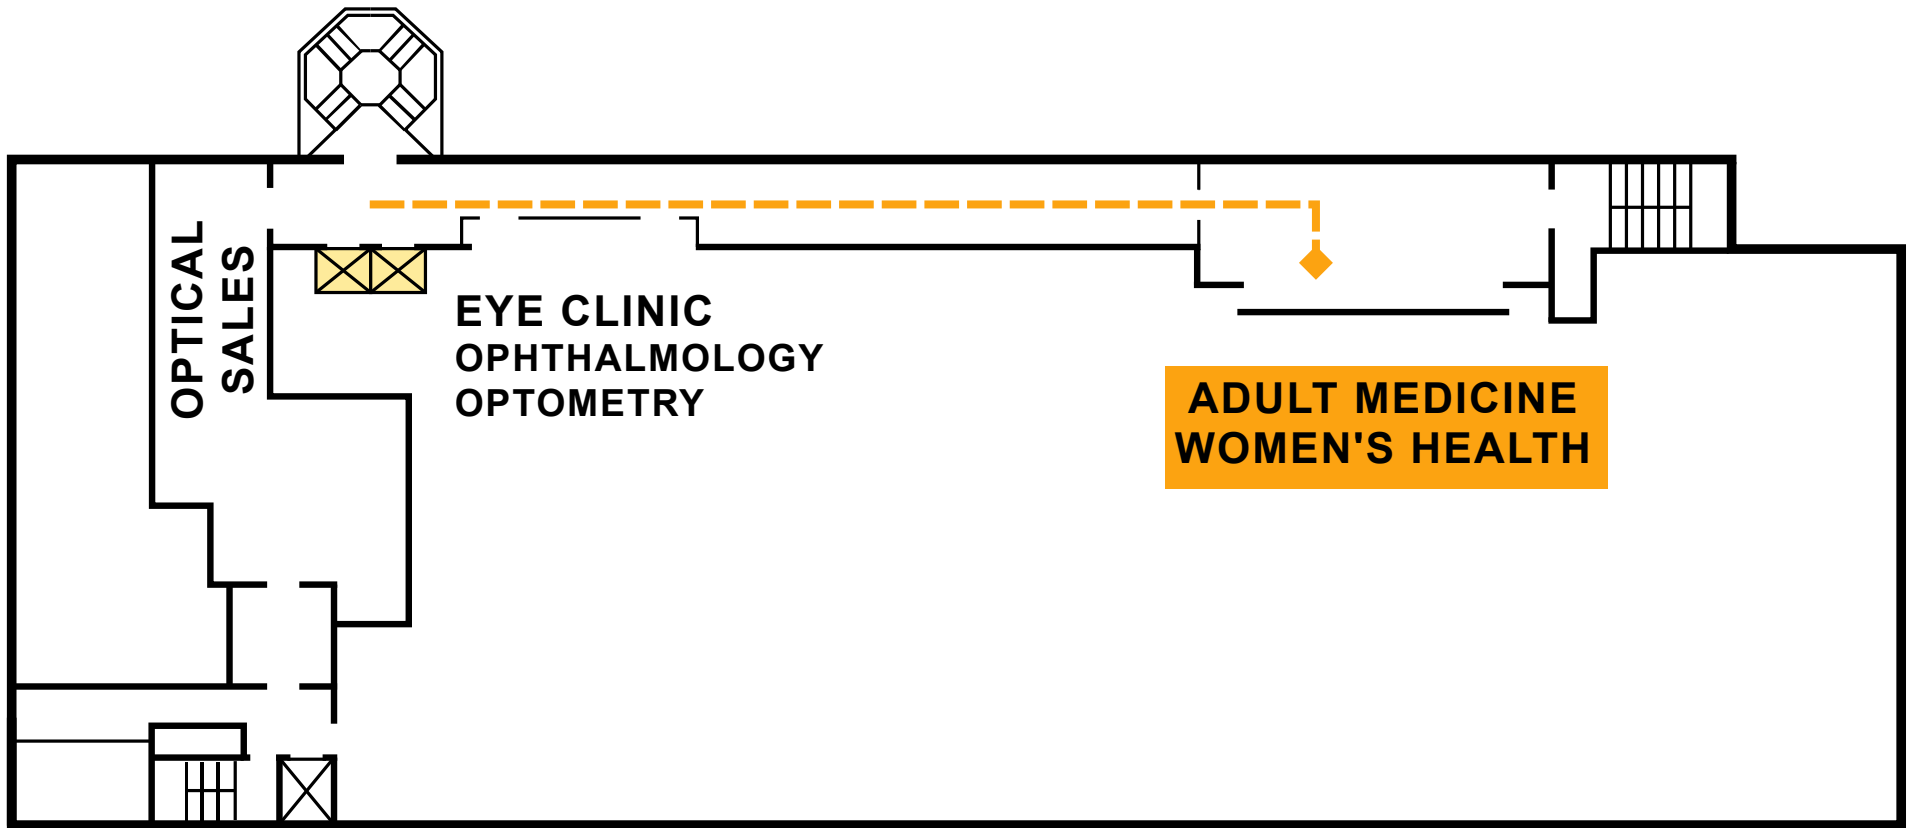 OPTICAL
SALES
EYE CLINIC
OPHTHALMOLOGY
OPTOMETRY
ADULT MEDICINE
WOMEN'S HEALTH